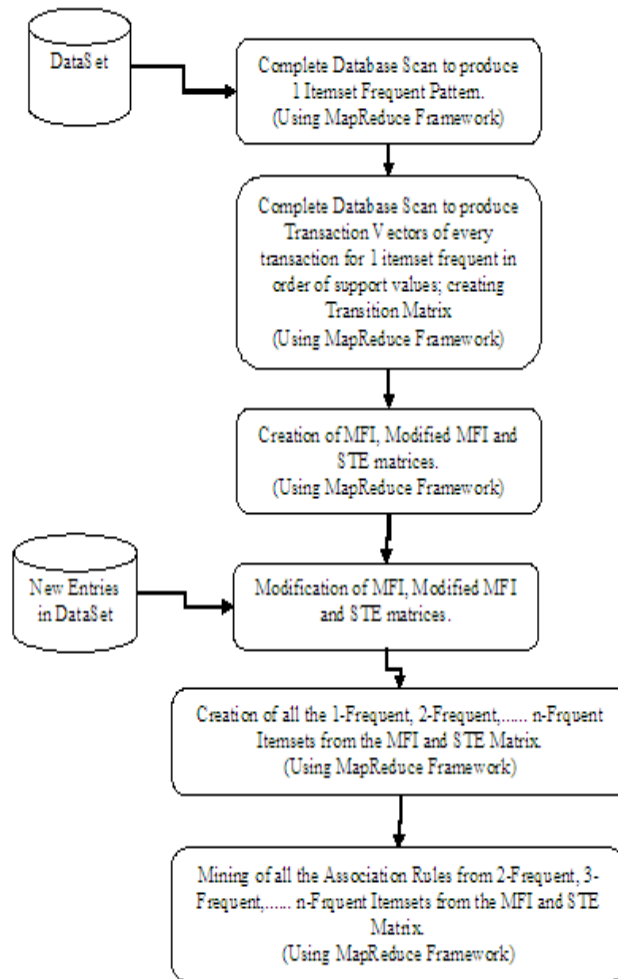 DataSet
Complete Database Scan to produce
1 Itemset Frequent Pattern.
(Using MapReduce Framework)
Complete Database Scan to produce
Transaction Vectors of every
transaction for 1 itemset frequent in
order of support values; creating
Transition Matrix
(Using MapReduce Framework)
Creation of MFI, Modified MFI and
STE matrices.
(Using MapReduce Framework)
New Entries
in DataSet
Modification of MFI, Modified MFI
and STE matrices.
Creation of all the 1-Frequent, 2-Frequent,...... n-Frquent
Itemsets from the MFI and STE Matrix.
(Using MapReduce Framework)
Mining of all the Association Rules from 2-Frequent, 3-
Frequent,...... n-Frquent Itemsets from the MFI and STE
Matrix.
(Using MapReduce Framework)